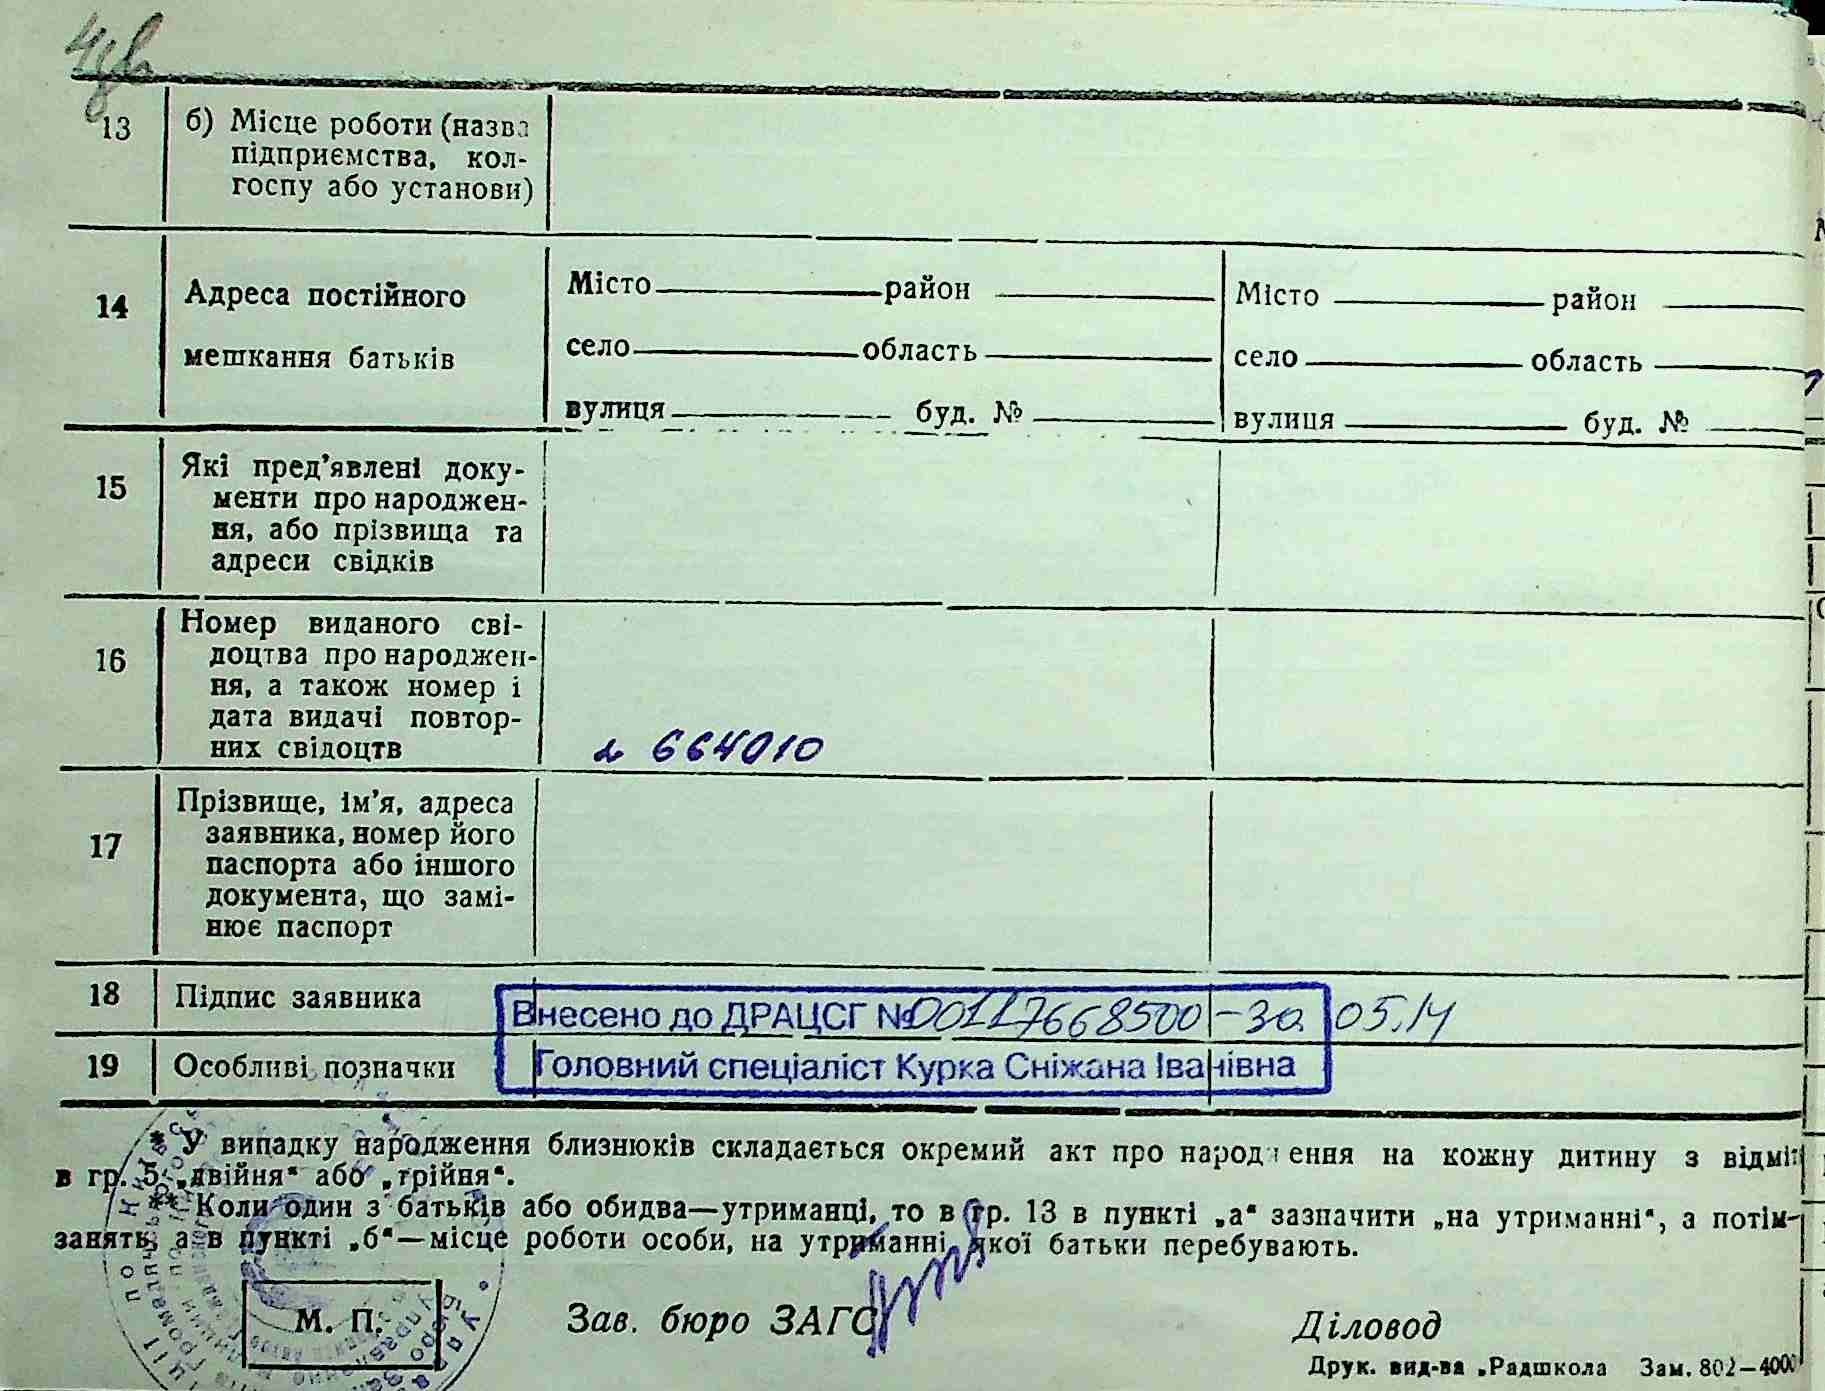 13
б) Місце роботи (назва
підприємства, кол-
госпу або установи)
14
Адреса постійного
мешкання батьків
Місто район
село область
вулиця буд. №
Місто район
село область
вулиця буд. №
15
Які пред’явлені доку-
менти про народжен-
ня, або прізвища та
адреси свідків
16
Номер виданого сві-
доцтва про народжен-
ня, а також номер і
дата видачі повтор-
них свідоцтв
664010
17
Прізвище, ім’я, адреса
заявника, номер його
паспорта або іншого
документа, що замі-
нює паспорт
18
Підпис заявника
Внесено до ДРАЦСГ №00117668500 - 30.05.14
19
Особливі позначки
Головний спеціаліст Курка Сніжана Іванівна
* У випадку народження близнюків складається окремий акт про народ ення на кожну дитину з відміт
в гр. 5 „двійня“ або „трійня“.
** Коли один з батьків або обидва—утриманці, то в гр. 13 в пункті „а“ зазначити „на утриманні“, а потім
занять, а в пункті „б“—місце роботи особи, на утриманні якої батьки перебувають.
М. П.
Зав. бюро ЗАГС
Діловод
Друк. вид-ва „Радшкола Зам. 802—4000